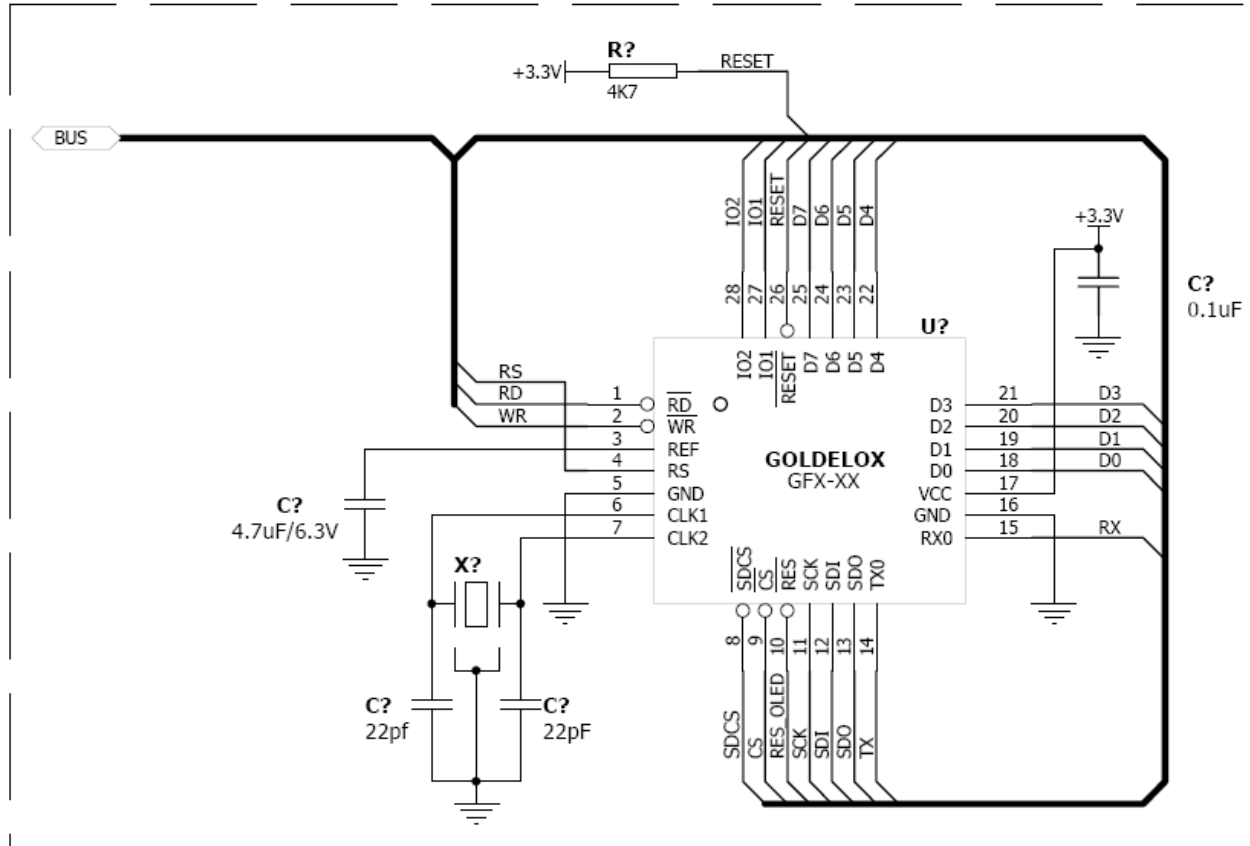 R?
+3.3V
RESET
4K7
BUS
IO2
IO1
RESET
D7
D6
D5
D4
+3.3V
C?
0.1uF
28
27
26
25
24
23
22
U?
IO2
IO1
RESET
D7
D6
D5
D4
RS
RD
WR
1
2
3
4
5
6
7
RD
WR
REF
RS
GND
CLK1
CLK2
GOLDELOX
GFX-XX
D3
D2
D1
D0
VCC
GND
RX0
21
20
19
18
17
16
15
D3
D2
D1
D0
RX
C?
4.7uF/6.3V
X?
C?
22pf
C?
22pF
SDCS
CS
RES
SCK
SDI
SDO
TX0
8
9
10
11
12
13
14
SDCS
CS
RES_OLED
SCK
SDI
SDO
TX